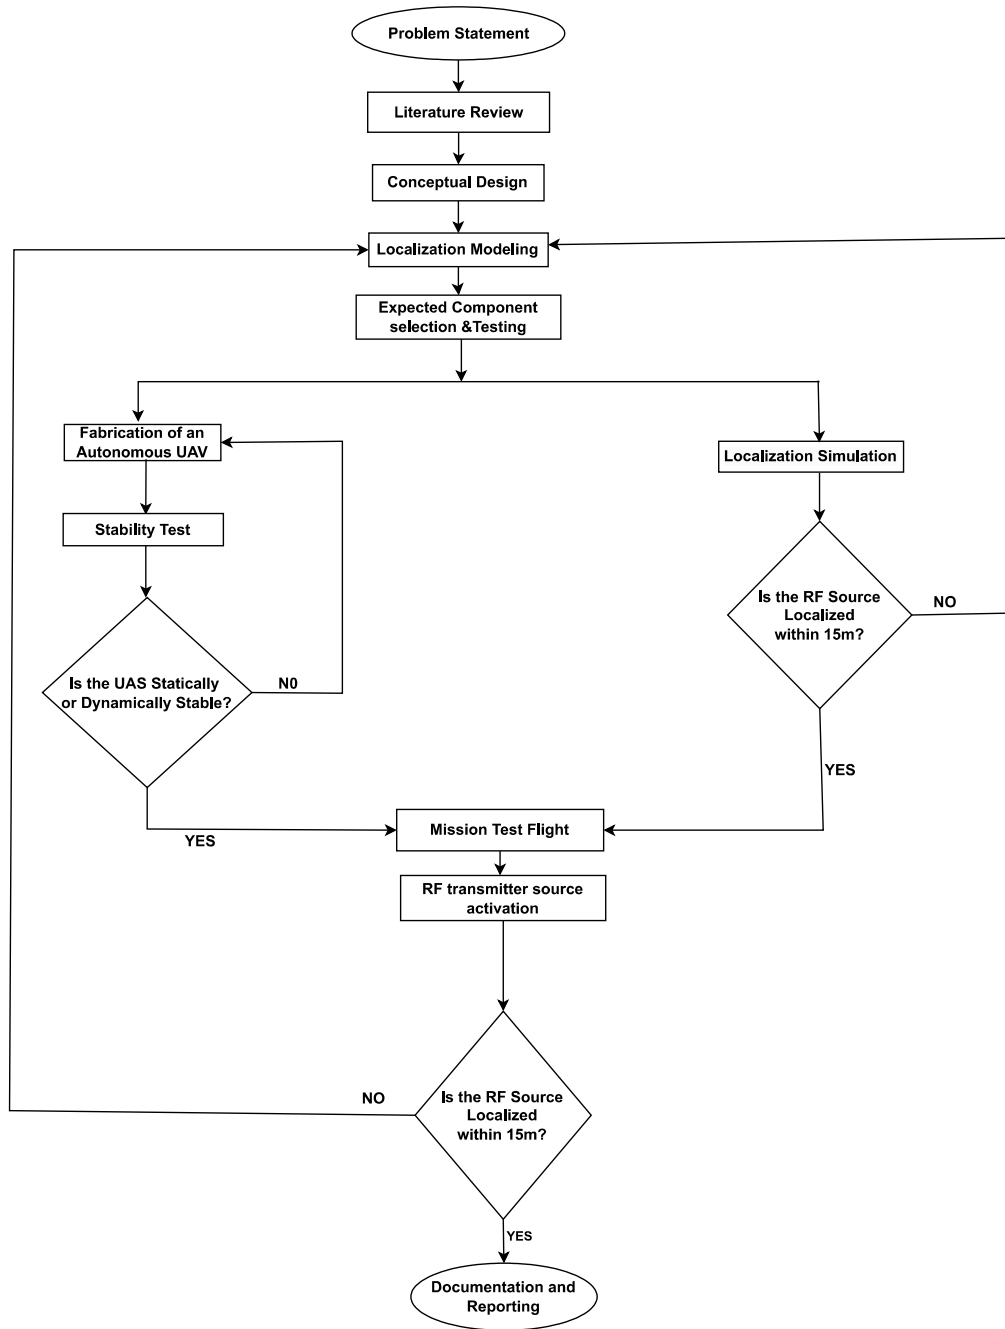 Problem Statement
Literature Review
Conceptual Design
Localization Modeling
Expected Component
selection &Testing
Fabrication of an
Autonomous UAV
Localization Simulation
Stability Test
Is the RF Source
Localized
within 15m?
NO
Is the UAS Statically
or Dynamically Stable?
N0
YES
YES
Mission Test Flight
RF transmitter source
activation
Is the RF Source
Localized
within 15m?
NO
YES
Documentation and
Reporting